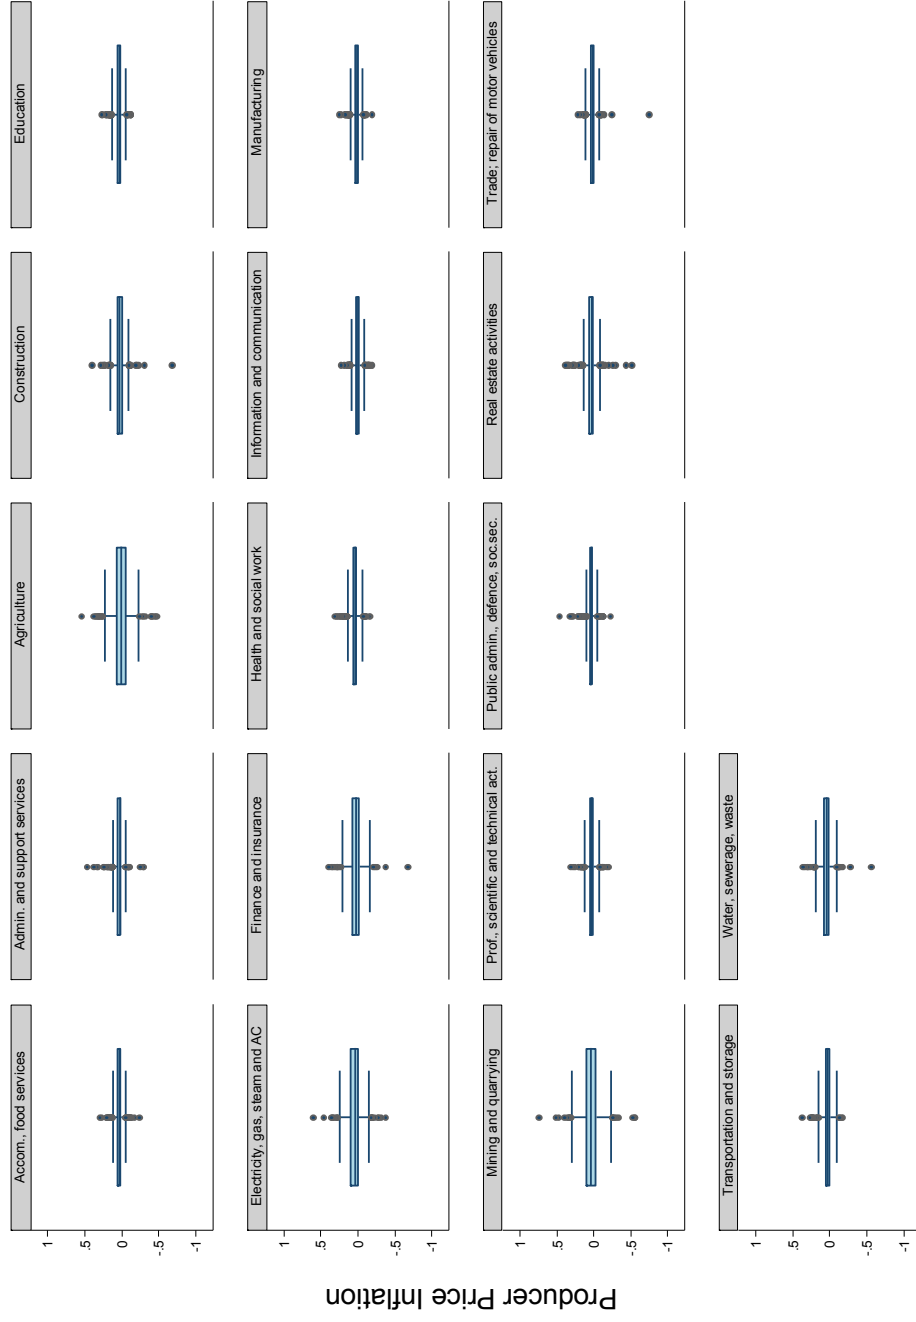 Producer Price Inflation
Accom., food services
Admin. and support services
Agriculture
Construction
Education
1
.5
0
-.5
-1
Electricity, gas, steam and AC
Finance and insurance
Health and social work
Information and communication
Manufacturing
1
.5
0
-.5
-1
Mining and quarrying
Prof., scientific and technical act.
Public admin., defence, soc.sec.
Real estate activities
Trade; repair of motor vehicles
1
.5
0
-.5
-1
Transportation and storage
Water, sewerage, waste
1
.5
0
-.5
-1